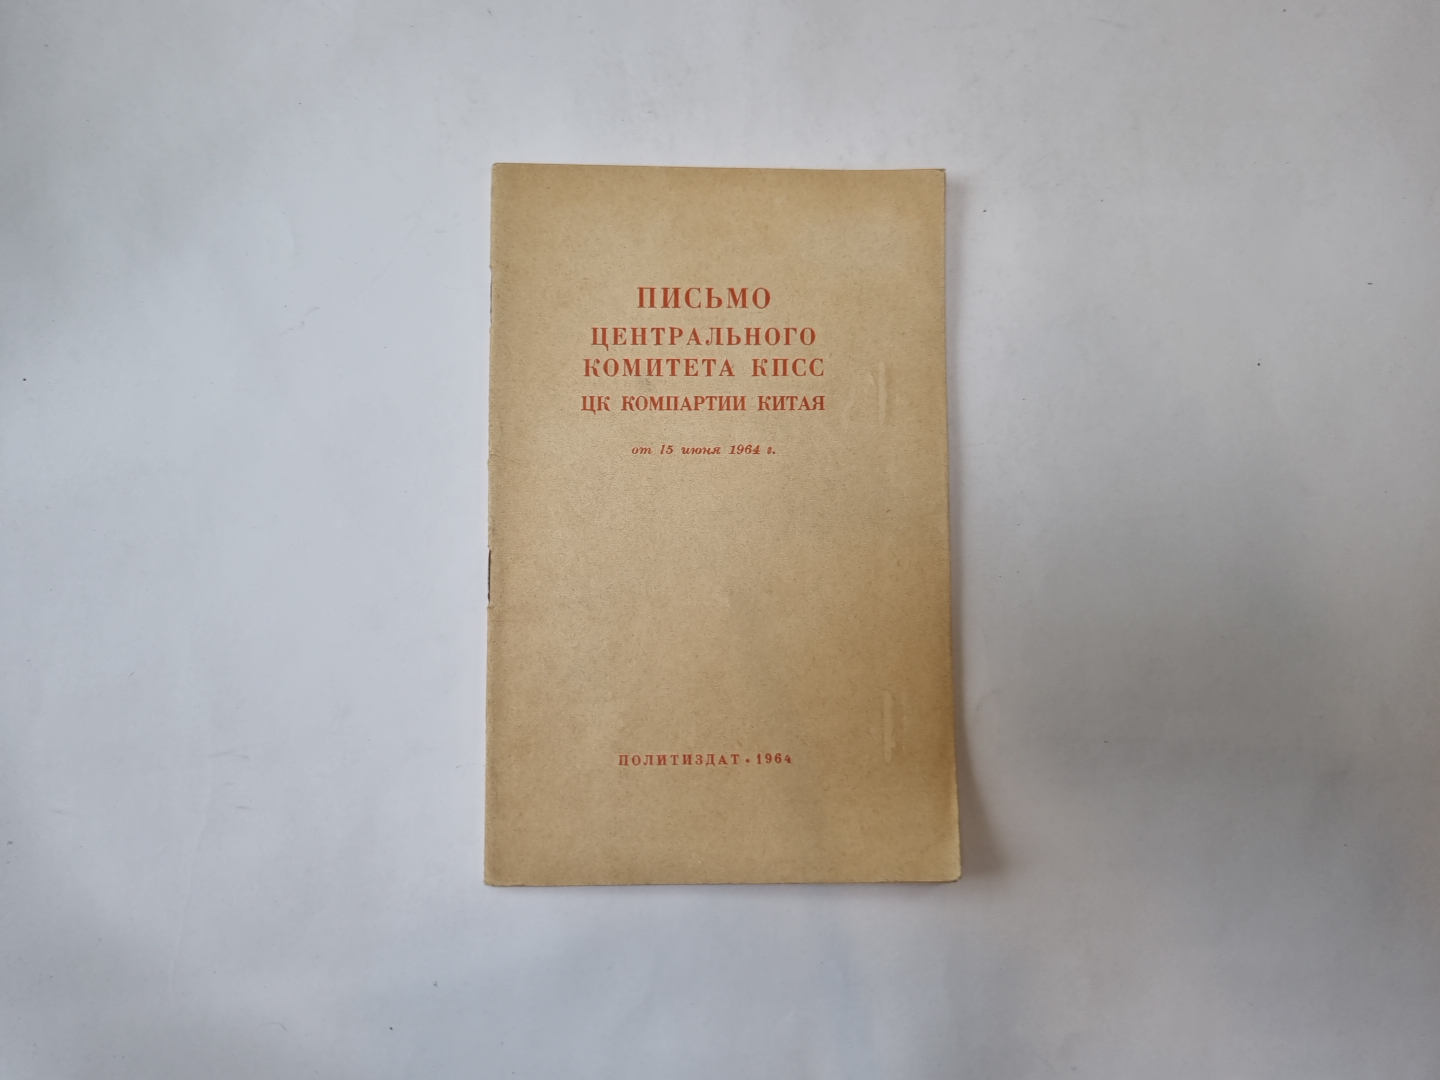 ПИСЬМО
ЦЕНТРАЛЬНОГО
КОМИТЕТА КПСС
ЦК КОМПАРТИИ КИТАЯ
от 15 июня 1964 г.
ПОЛИТИЗДАТ • 1964